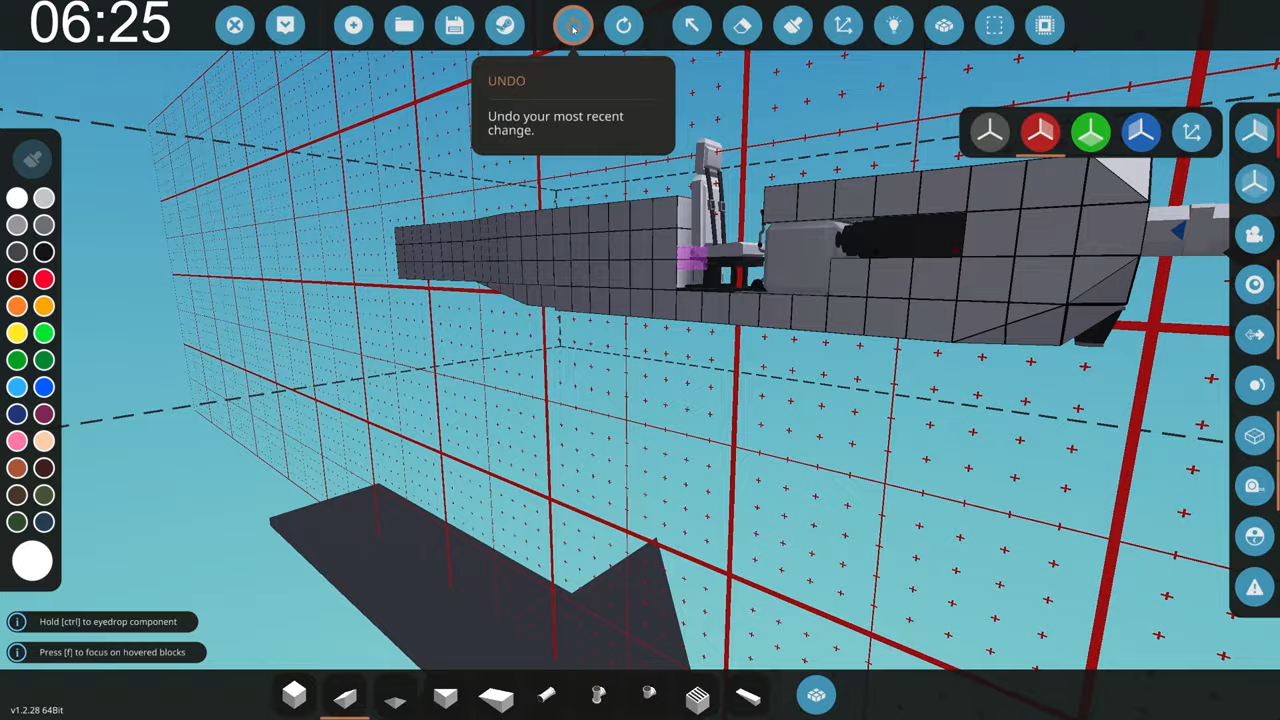 06:25
UNDO
Undo your most recent
change.
Hold [ctrl] to eyedrop component
Press [f] to focus on hovered blocks
v1.2.28 64Bit